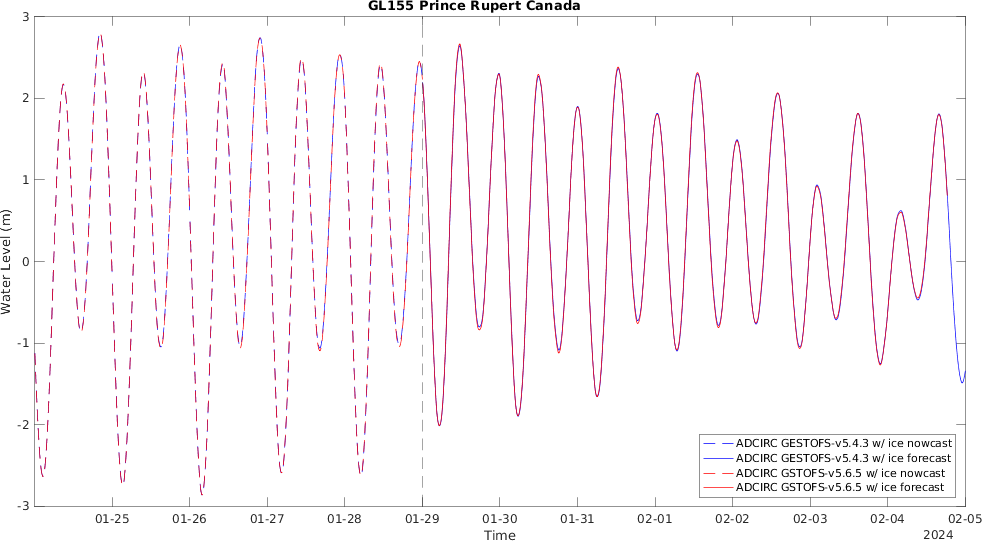 GL155 Prince Rupert Canada
3
2
1
0
-1
-2
-3
Water Level (m)
ADCIRC GESTOFS-v5.4.3 w/ ice nowcast
ADCIRC GESTOFS-v5.4.3 w/ ice forecast
ADCIRC GSTOFS-v5.6.5 w/ ice nowcast
ADCIRC GSTOFS-v5.6.5 w/ ice forecast
01-25 01-26 01-27 01-28 01-29 01-30 01-31 02-01 02-02 02-03 02-04 02-05
Time 2024